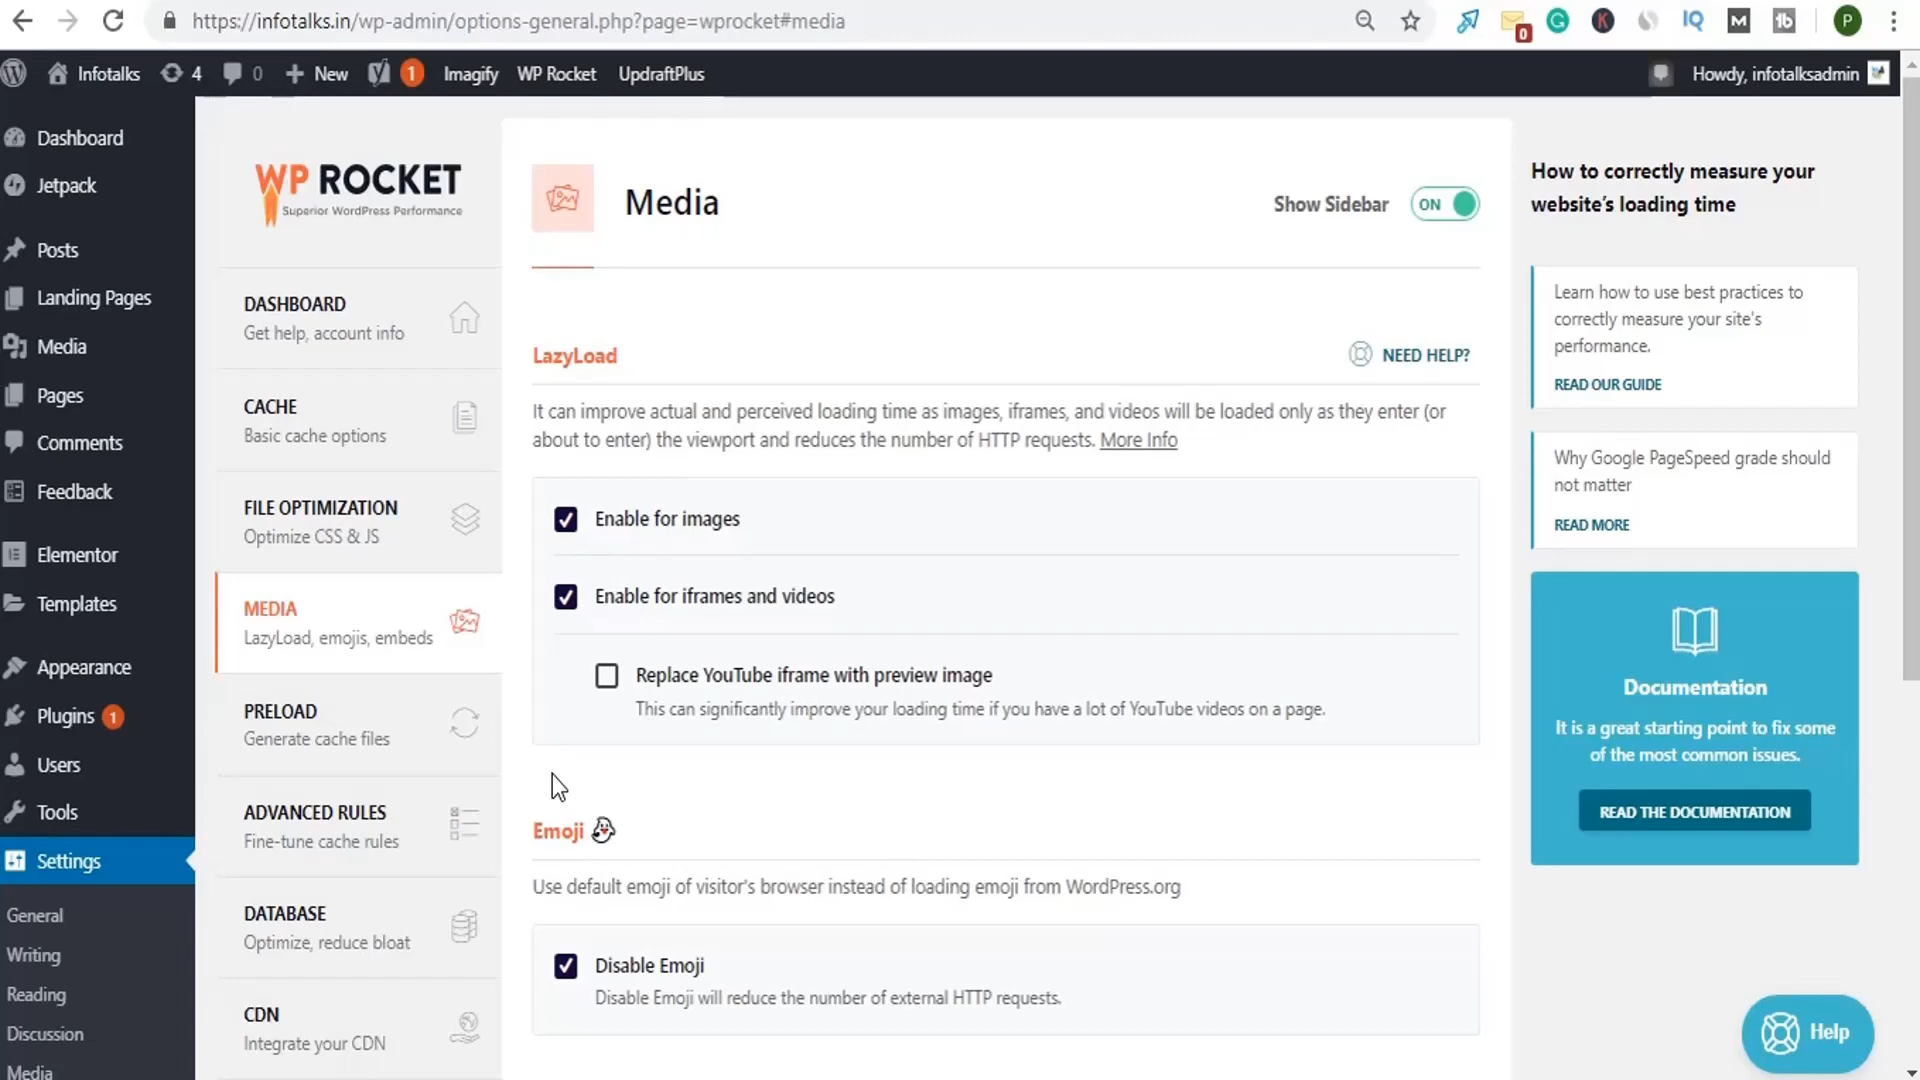 https://infotalks.in/wp-admin/options-general.php?page=wprocket#media
0
P
Infotalks
4
0
New
1
Imagify
WP Rocket
UpdraftPlus
Howdy, infotalksadmin
Dashboard
Jetpack
Posts
Landing Pages
Media
Pages
Comments
Feedback
Elementor
Templates
Appearance
Plugins 1
Users
Tools
Settings
General
Writing
Reading
Discussion
Media
WP ROCKET
Superior WordPress Performance
DASHBOARD
Get help, account info
CACHE
Basic cache options
FILE OPTIMIZATION
Optimize CSS & JS
MEDIA
LazyLoad, emojis, embeds
PRELOAD
Generate cache files
ADVANCED RULES
Fine-tune cache rules
DATABASE
Optimize, reduce bloat
CDN
Integrate your CDN
Media
Show Sidebar
ON
LazyLoad
NEED HELP?
It can improve actual and perceived loading time as images, iframes, and videos will be loaded only as they enter (or
about to enter) the viewport and reduces the number of HTTP requests. More Info
Enable for images
Enable for iframes and videos
Replace YouTube iframe with preview image
This can significantly improve your loading time if you have a lot of YouTube videos on a page.
Emoji
Use default emoji of visitor's browser instead of loading emoji from WordPress.org
Disable Emoji
Disable Emoji will reduce the number of external HTTP requests.
How to correctly measure your
website's loading time
Learn how to use best practices to
correctly measure your site's
performance.
READ OUR GUIDE
Why Google PageSpeed grade should
not matter
READ MORE
Documentation
It is a great starting point to fix some
of the most common issues.
READ THE DOCUMENTATION
Help